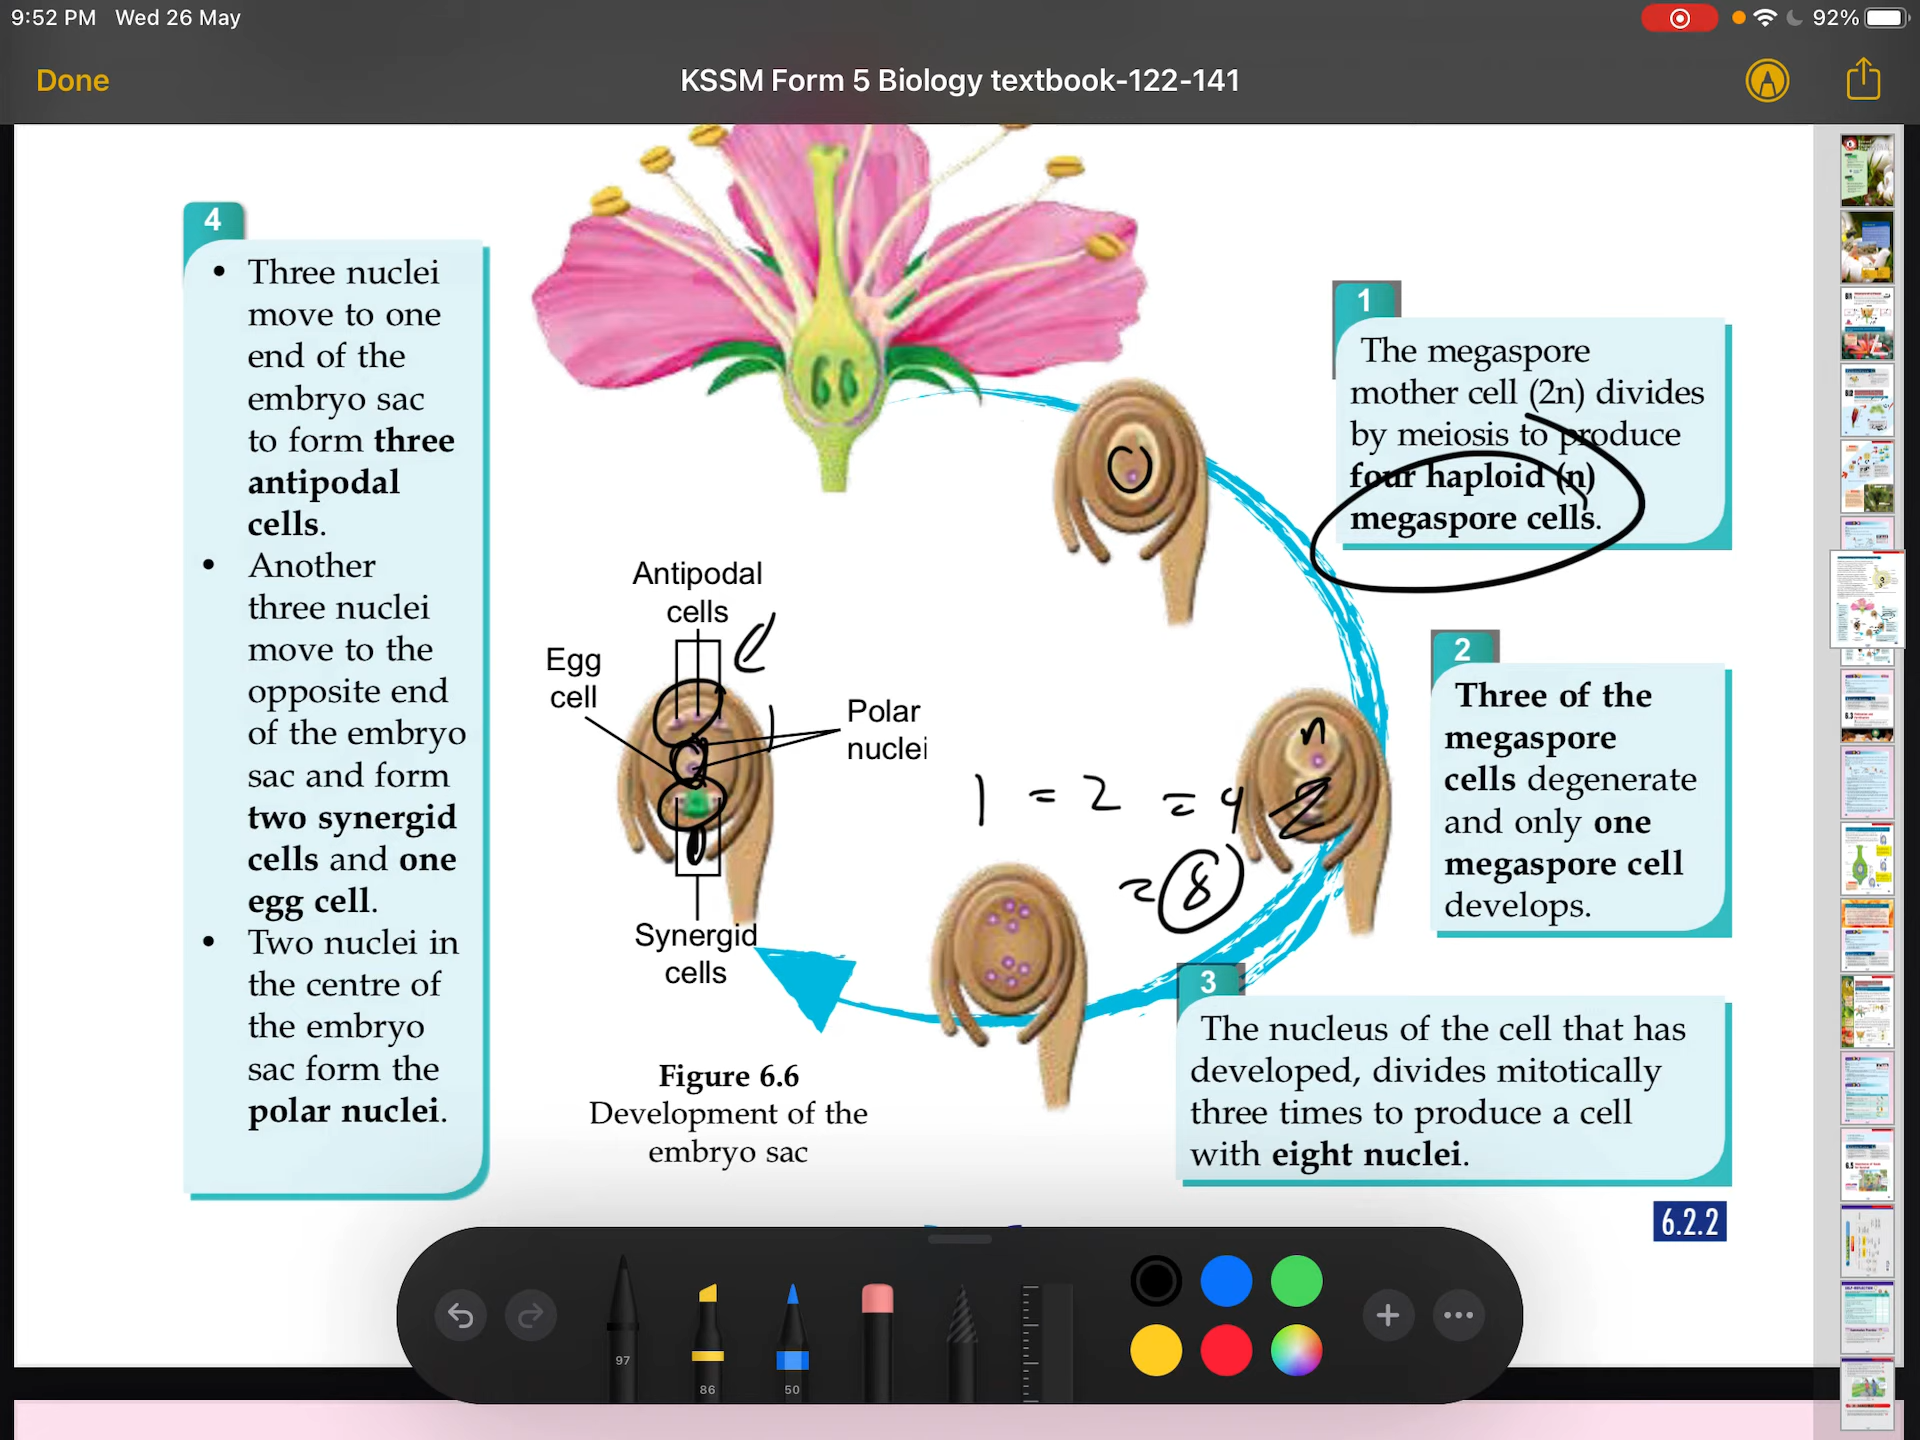 9:52 PM Wed 26 May
92%
Done
KSSM Form 5 Biology textbook-122-141
4
• Three nuclei
move to one
end of the
embryo sac
to form three
antipodal
cells.
• Another
three nuclei
move to the
opposite end
of the embryo
sac and form
two synergid
cells and one
egg cell.
• Two nuclei in
the centre of
the embryo
sac form the
polar nuclei.
1
The megaspore
mother cell (2n) divides
by meiosis to produce
four haploid (n)
megaspore cells.
Antipodal
cells
Egg
cell
Polar
nuclei
Synergid
cells
n
1 = 2 = 4
= 8
2
Three of the
megaspore
cells degenerate
and only one
megaspore cell
develops.
3
The nucleus of the cell that has
developed, divides mitotically
three times to produce a cell
with eight nuclei.
Figure 6.6
Development of the
embryo sac
6.2.2
97
86
50